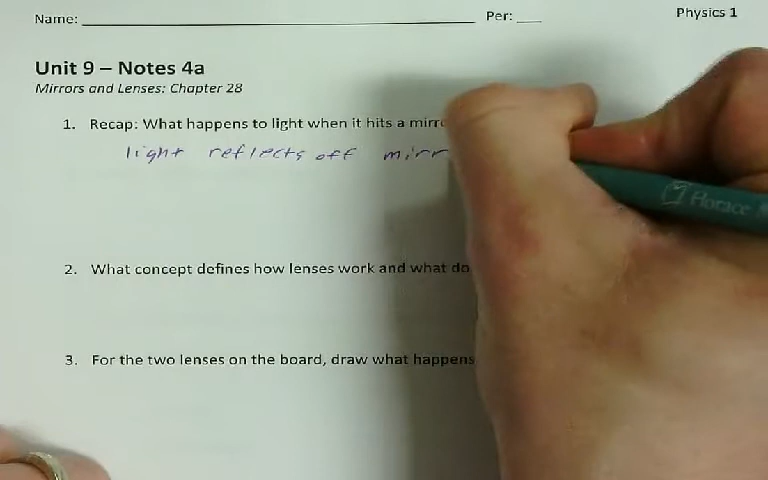 Name: Per: Physics 1
Unit 9 – Notes 4a
Mirrors and Lenses: Chapter 28
1. Recap: What happens to light when it hits a mirr
light reflects off mirr
Florace
2. What concept defines how lenses work and what do
3. For the two lenses on the board, draw what happens